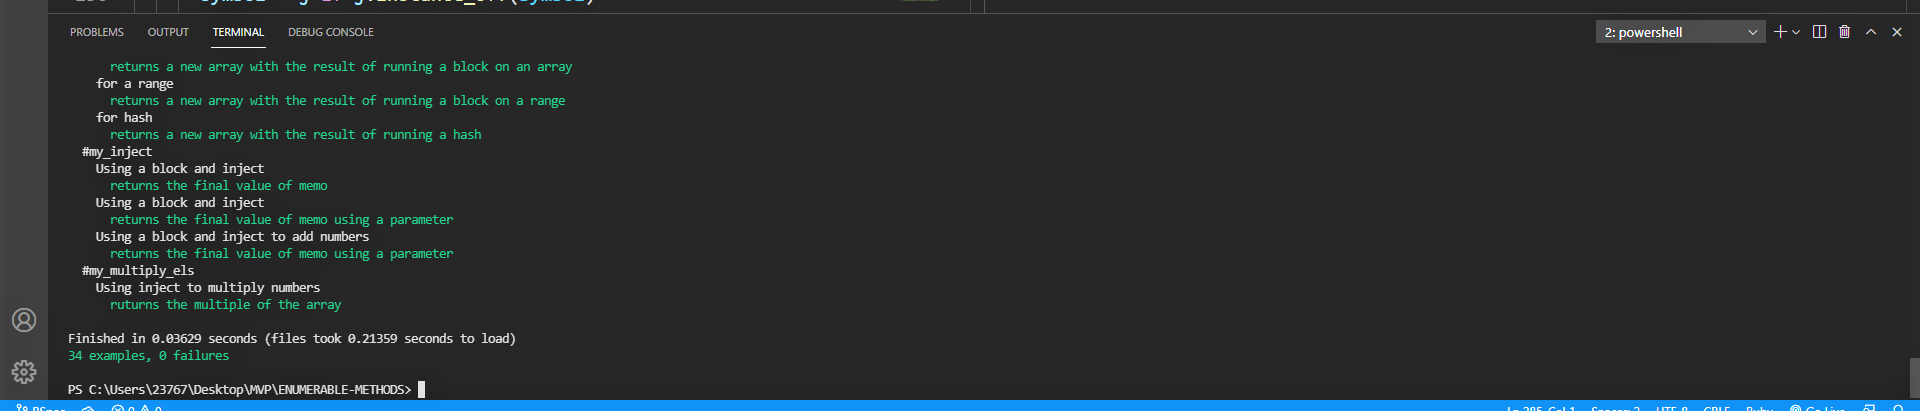 PROBLEMS OUTPUT TERMINAL DEBUG CONSOLE 2: powershell
returns a new array with the result of running a block on an array
for a range
returns a new array with the result of running a block on a range
for hash
returns a new array with the result of running a hash
#my_inject
Using a block and inject
returns the final value of memo
Using a block and inject
returns the final value of memo using a parameter
Using a block and inject to add numbers
returns the final value of memo using a parameter
#my_multiply_els
Using inject to multiply numbers
ruturns the multiple of the array
Finished in 0.03629 seconds (files took 0.21359 seconds to load)
34 examples, 0 failures
PS C:\Users\23767\Desktop\MVP\ENUMERABLE-METHODS>